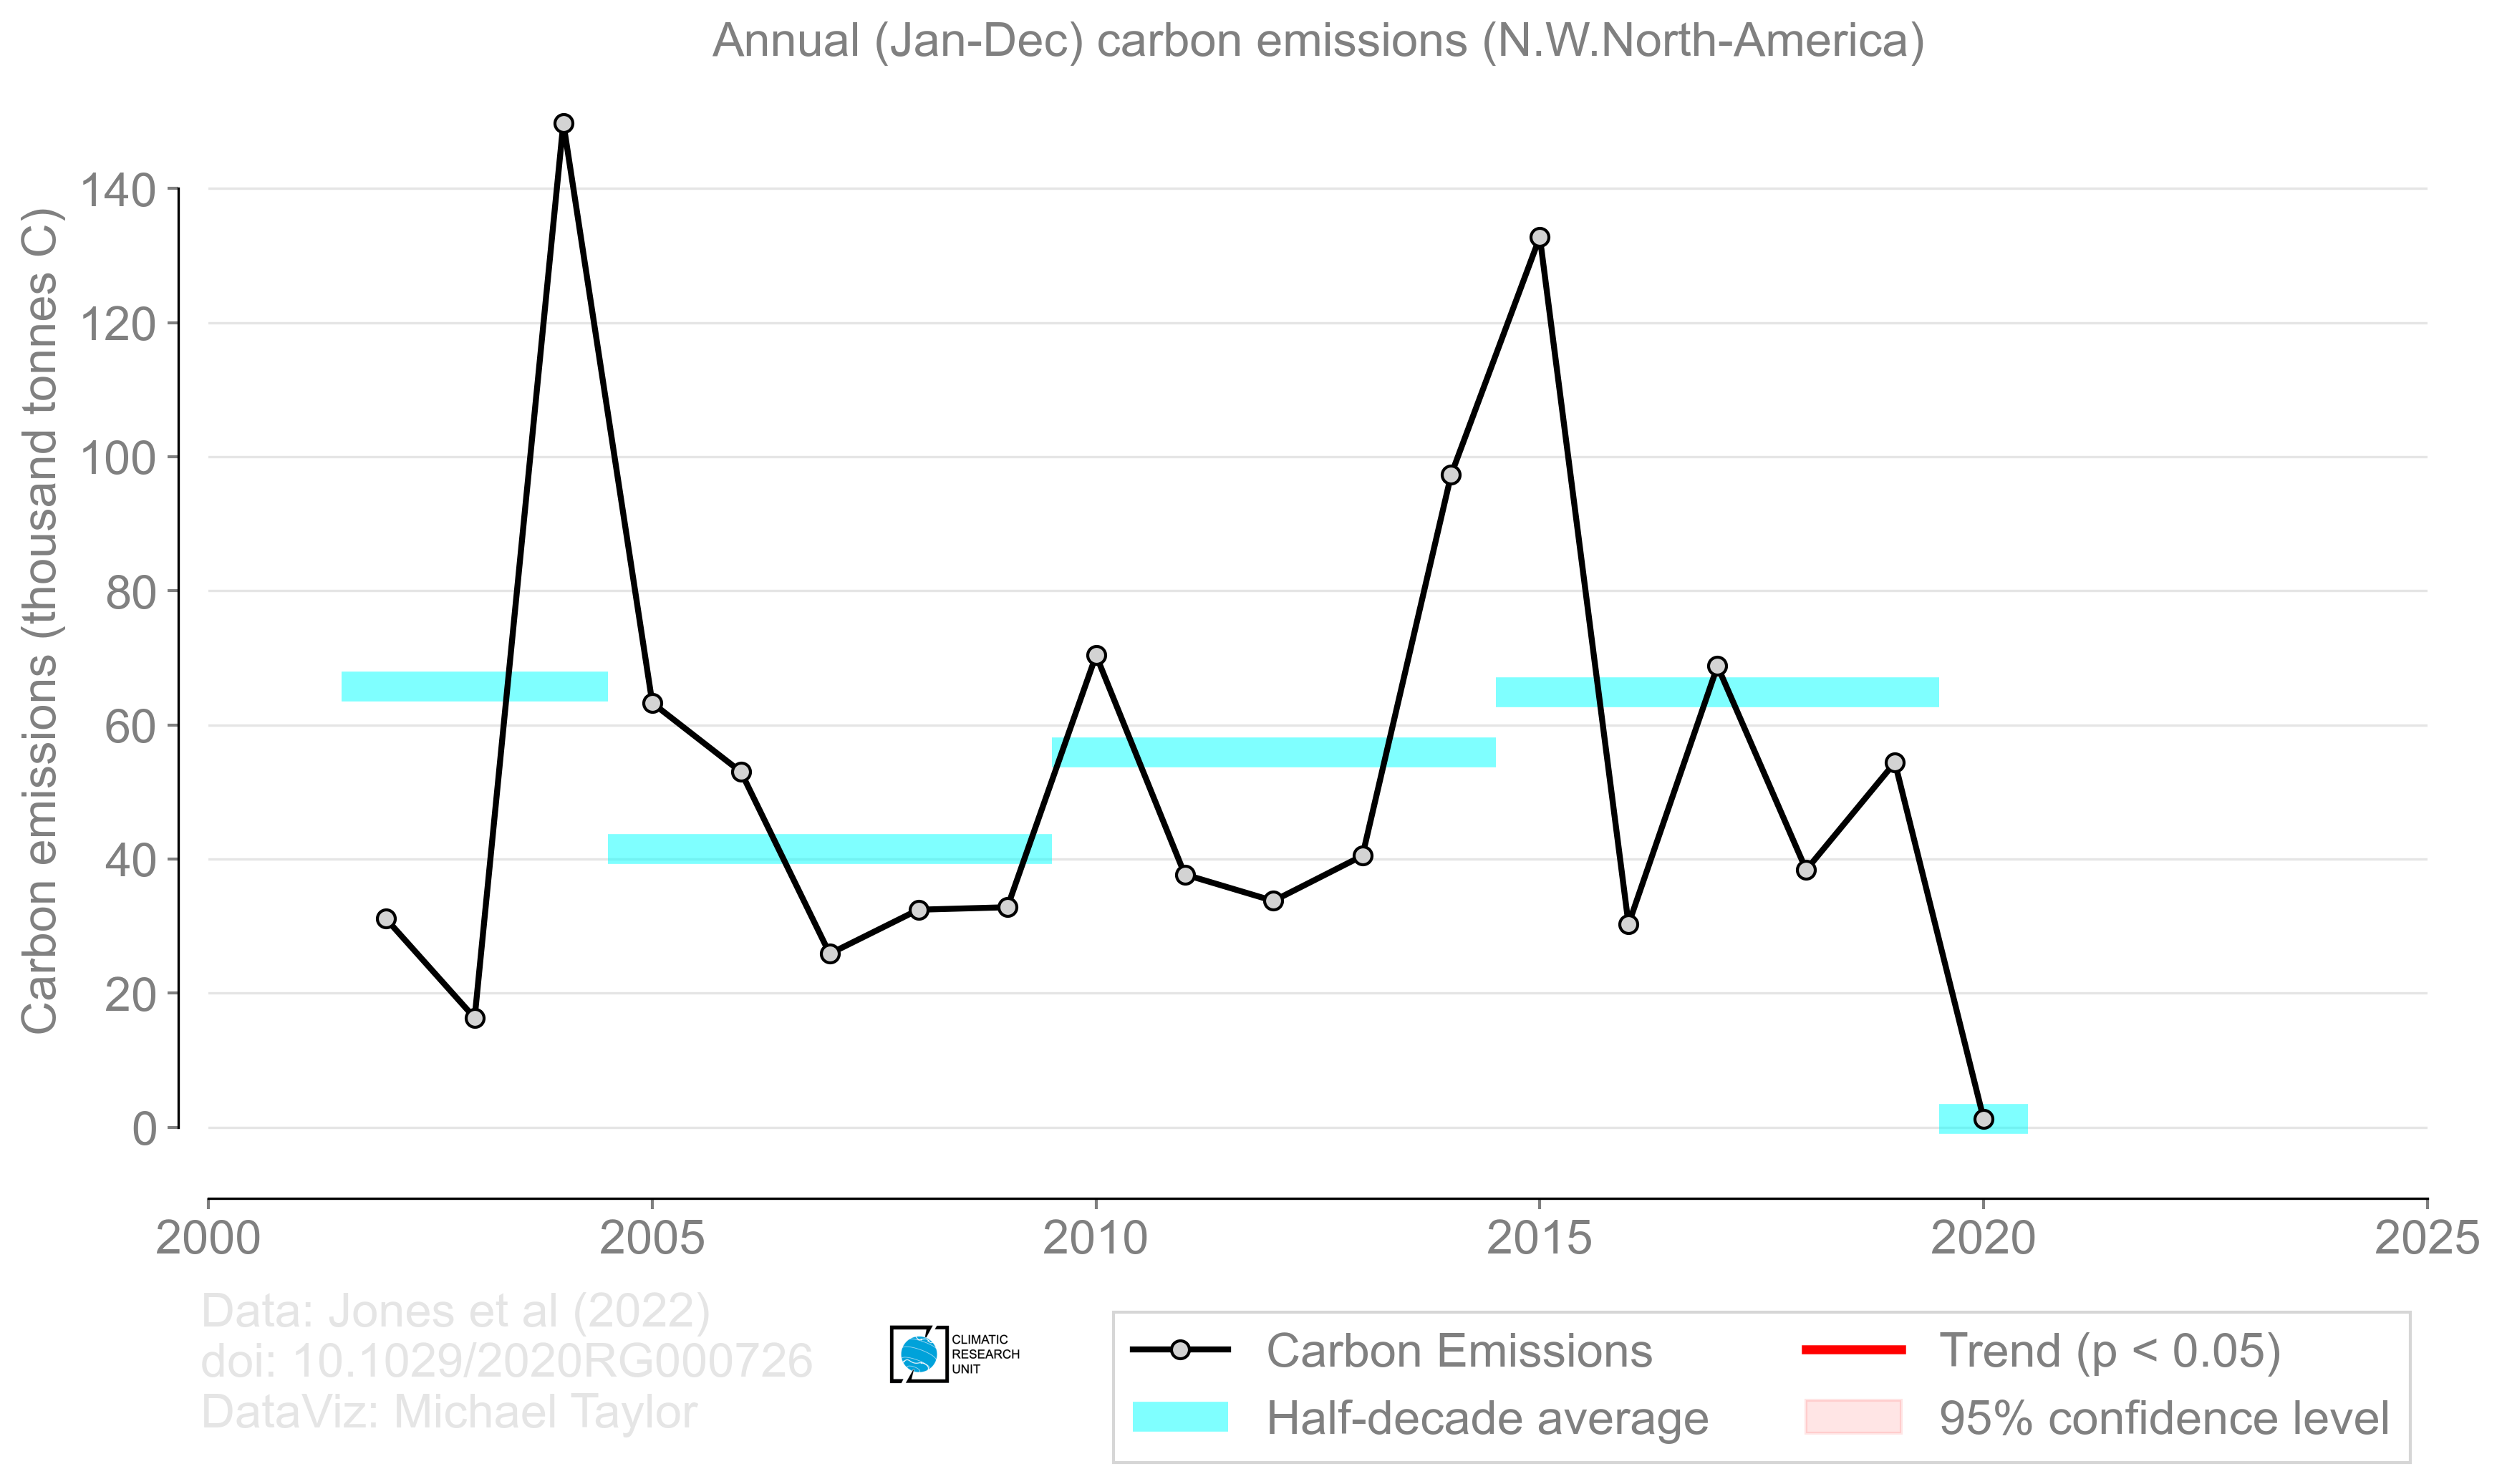 Annual (Jan-Dec) carbon emissions (N.W.North-America)
Carbon emissions (thousand tonnes C)
140
120
100
80
60
40
20
0
2000 2005 2010 2015 2020 2025
Data: Jones et al (2022)
doi: 10.1029/2020RG000726
DataViz: Michael Taylor
CLIMATIC
RESEARCH
UNIT
Carbon Emissions
Half-decade average
Trend (p < 0.05)
95% confidence level